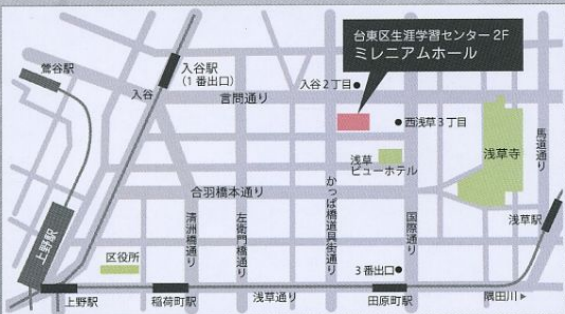 台東区生涯学習センター 2F
ミレニアムホール
鶯谷駅
入谷駅
(1番出口)
入谷
入谷2丁目
言問通り
西浅草3丁目
浅草
ビューホテル
浅草寺
馬道通り
合羽橋本通り
かっぱ橋道具街通り
国際通り
清洲橋通り
左衛門橋通り
浅草駅
上野駅
区役所
3番出口
上野駅
稲荷町駅
浅草通り
田原町駅
隅田川